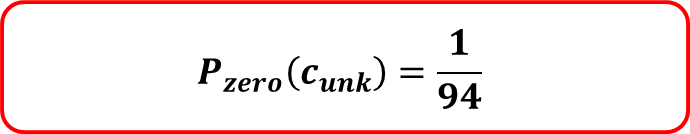 P_zero(c_unk) = 1/94